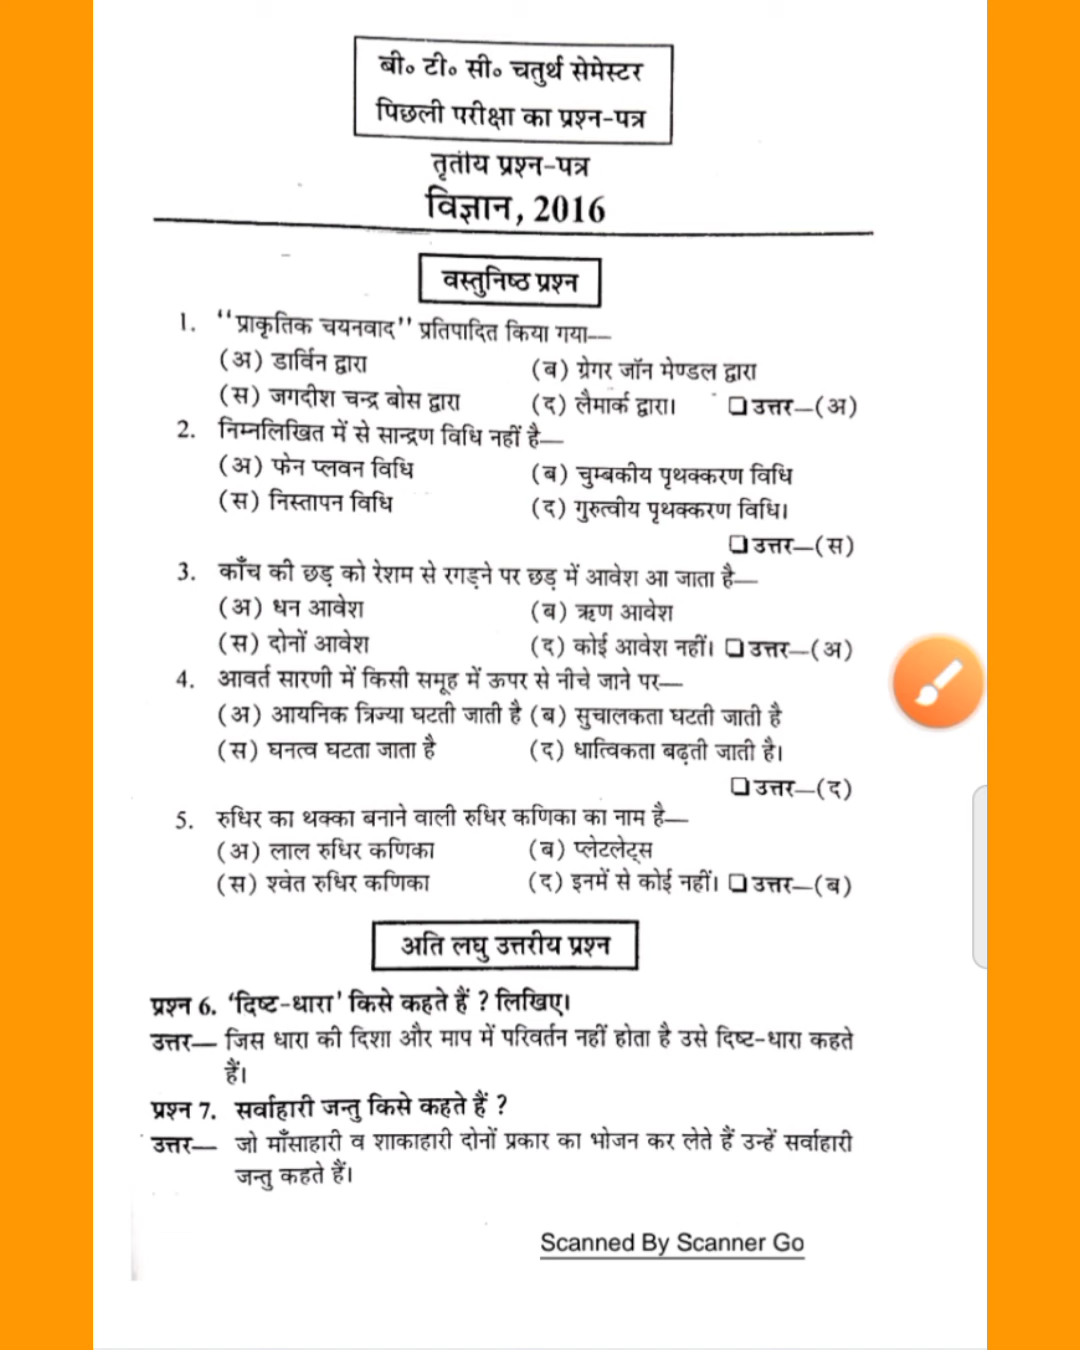 बी० टी० सी० चतुर्थ सेमेस्टर
पिछली परीक्षा का प्रश्न-पत्र
तृतीय प्रश्न-पत्र
विज्ञान, 2016
वस्तुनिष्ठ प्रश्न
1. ‘‘प्राकृतिक चयनवाद’’ प्रतिपादित किया गया—
(अ) डार्विन द्वारा (ब) ग्रेगर जॉन मेण्डल द्वारा
(स) जगदीश चन्द्र बोस द्वारा (द) लैमार्क द्वारा। ❑ उत्तर—(अ)
2. निम्नलिखित में से सान्द्रण विधि नहीं है—
(अ) फेन प्लवन विधि (ब) चुम्बकीय पृथक्करण विधि
(स) निस्तापन विधि (द) गुरुत्वीय पृथक्करण विधि।
❑ उत्तर—(स)
3. काँच की छड़ को रेशम से रगड़ने पर छड़ में आवेश आ जाता है—
(अ) धन आवेश (ब) ऋण आवेश
(स) दोनों आवेश (द) कोई आवेश नहीं। ❑ उत्तर—(अ)
4. आवर्त सारणी में किसी समूह में ऊपर से नीचे जाने पर—
(अ) आयनिक त्रिज्या घटती जाती है (ब) सुचालकता घटती जाती है
(स) घनत्व घटता जाता है (द) धात्विकता बढ़ती जाती है।
❑ उत्तर—(द)
5. रुधिर का थक्का बनाने वाली रुधिर कणिका का नाम है—
(अ) लाल रुधिर कणिका (ब) प्लेटलेट्स
(स) श्वेत रुधिर कणिका (द) इनमें से कोई नहीं। ❑ उत्तर—(ब)
अति लघु उत्तरीय प्रश्न
प्रश्न 6. ‘दिष्ट-धारा’ किसे कहते हैं ? लिखिए।
उत्तर— जिस धारा की दिशा और माप में परिवर्तन नहीं होता है उसे दिष्ट-धारा कहते
हैं।
प्रश्न 7. सर्वाहारी जन्तु किसे कहते हैं ?
उत्तर— जो माँसाहारी व शाकाहारी दोनों प्रकार का भोजन कर लेते हैं उन्हें सर्वाहारी
जन्तु कहते हैं।
Scanned By Scanner Go